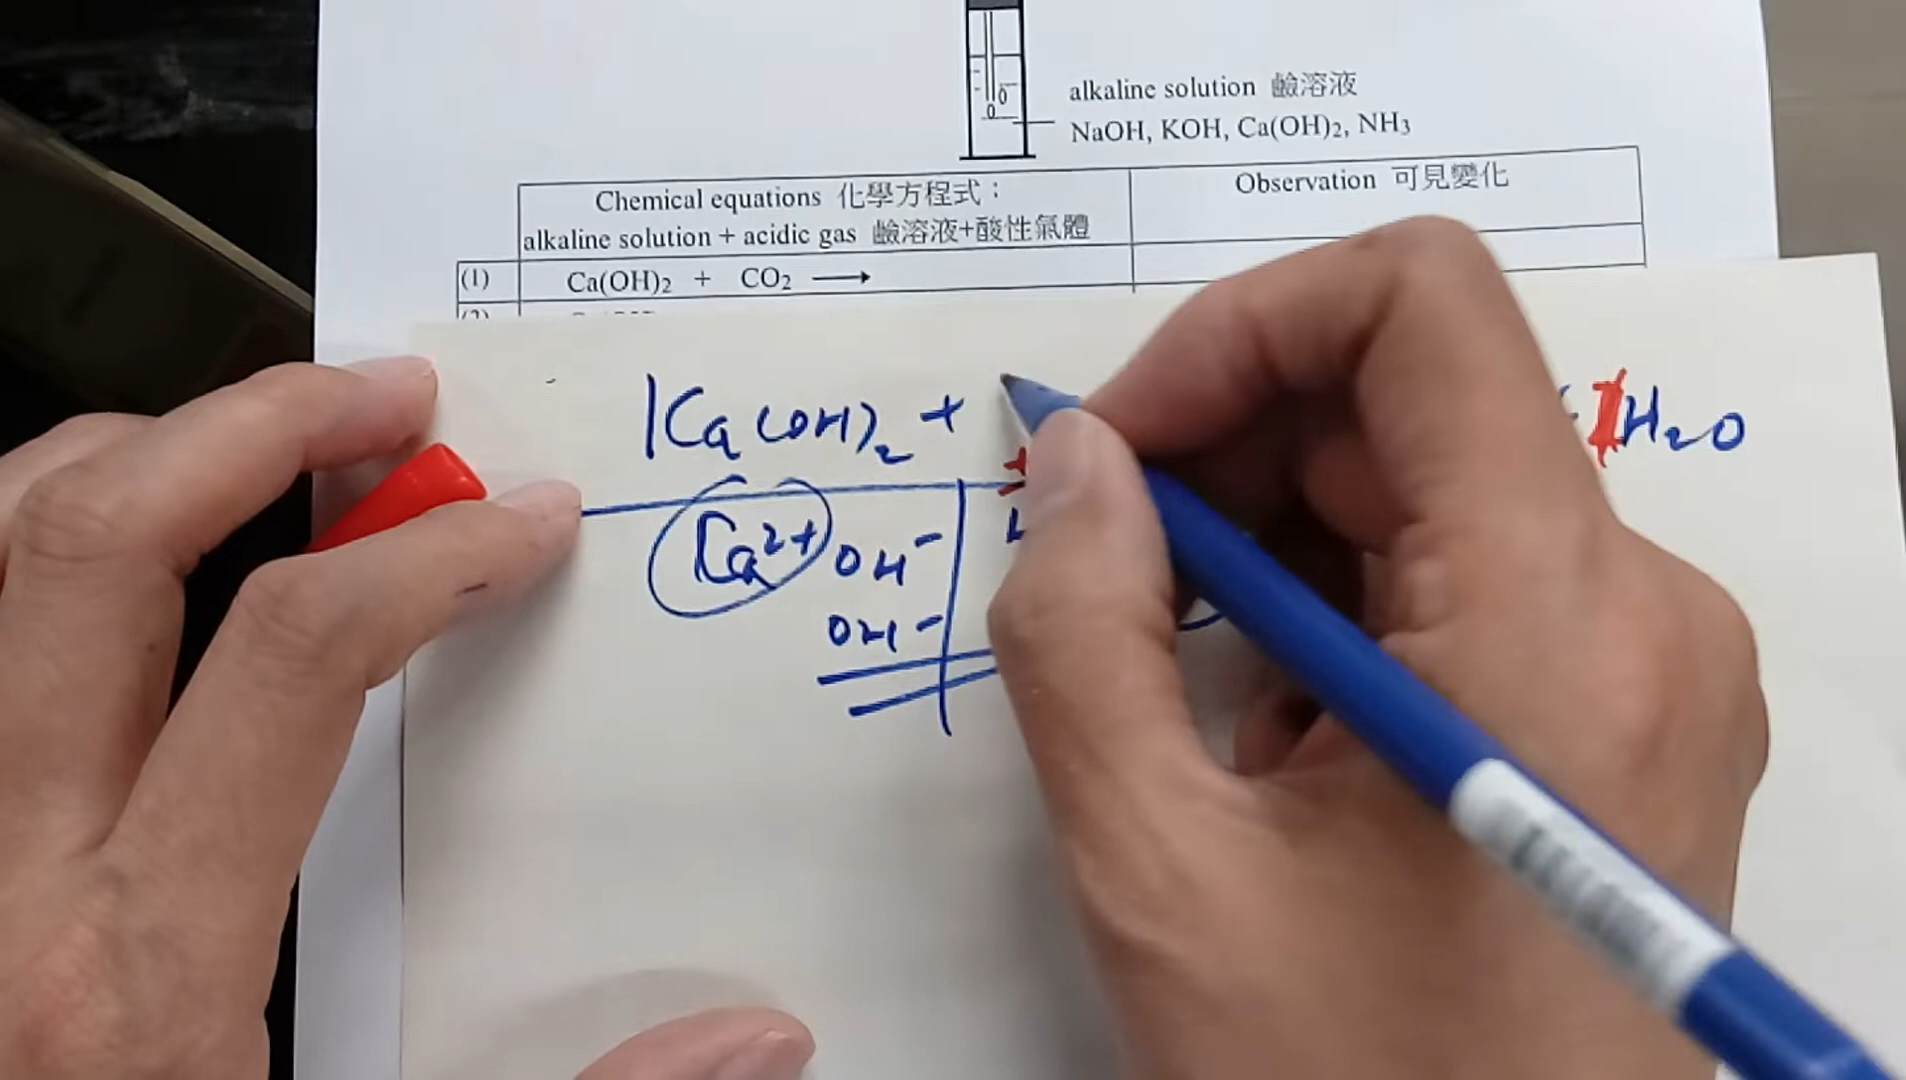 alkaline solution 鹼溶液
NaOH, KOH, Ca(OH)₂, NH₃
Chemical equations 化學方程式：
alkaline solution + acidic gas 鹼溶液+酸性氣體
Observation 可見變化
(1) Ca(OH)₂ + CO₂ ⟶
(2)
1Ca(OH)₂ +
1H₂O
Ca²⁺ OH⁻
OH⁻